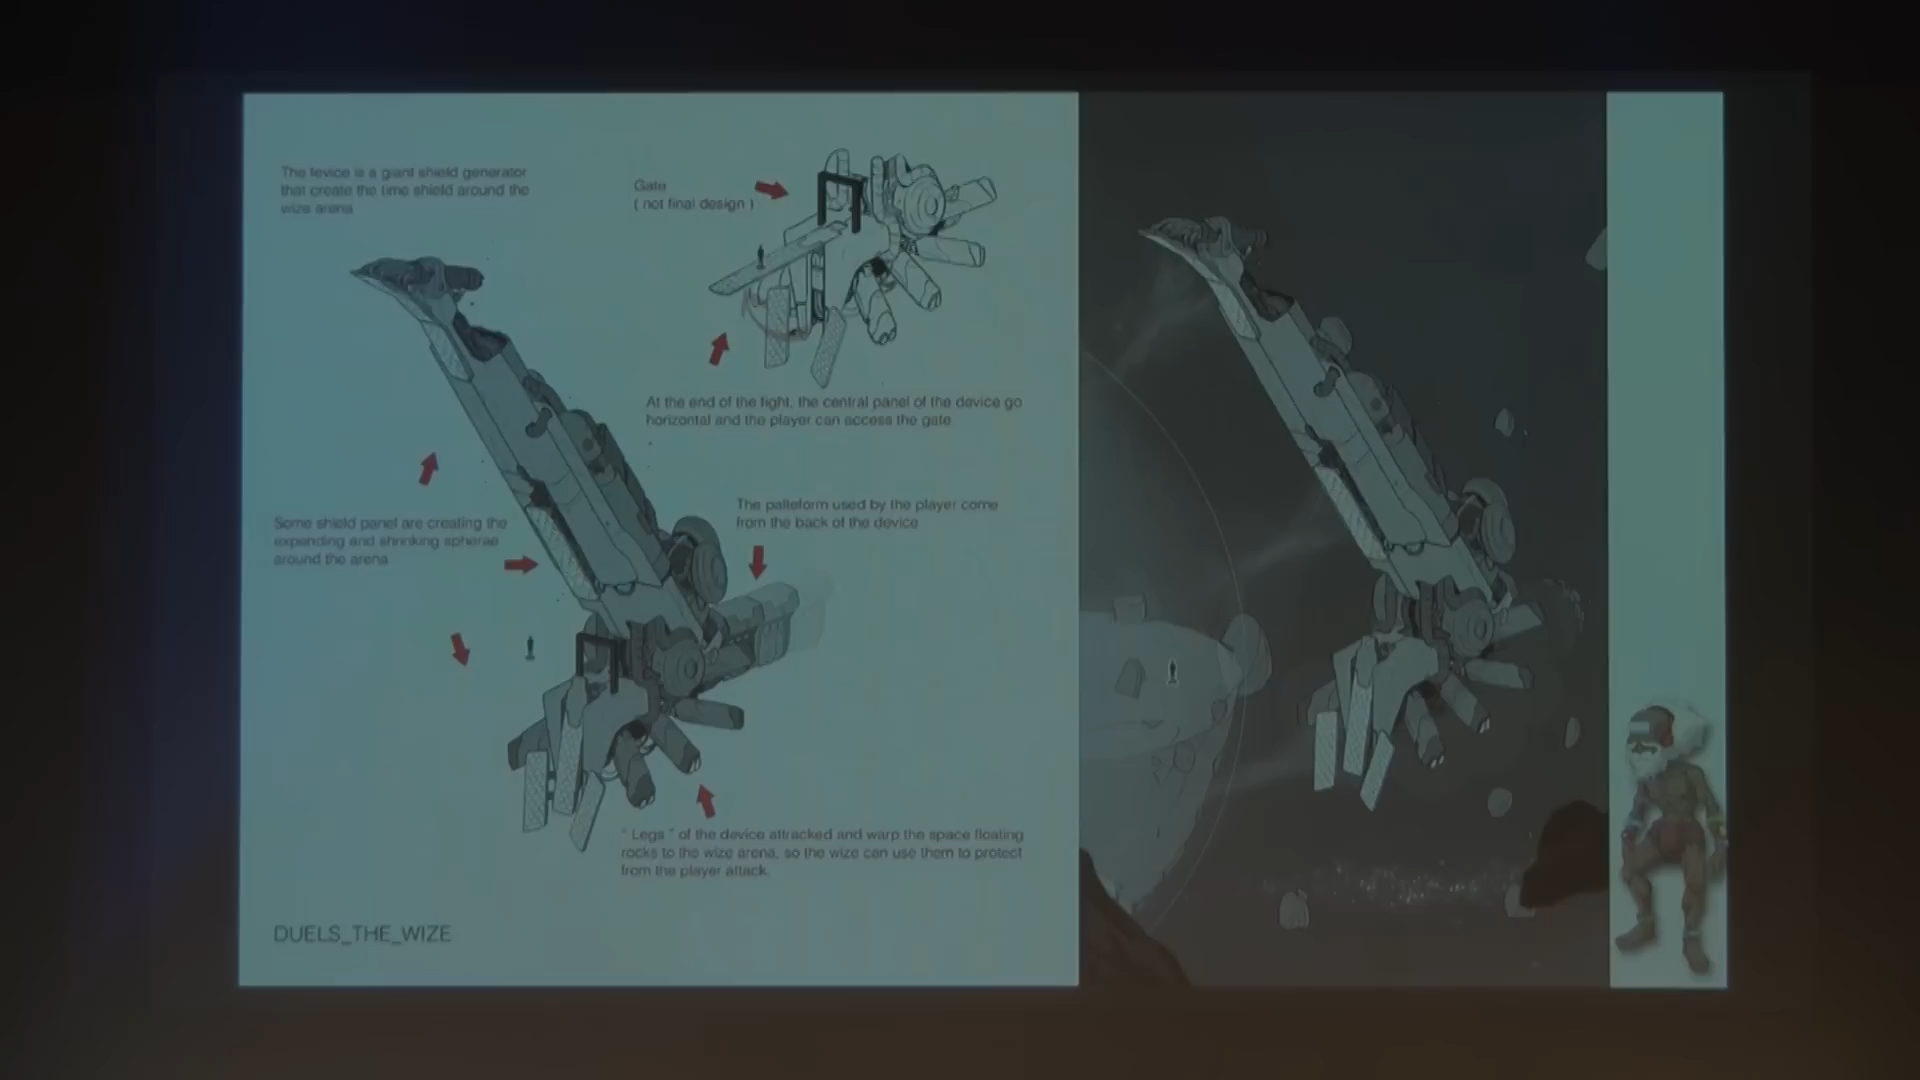 The fevice is a giant shield generator
that create the time shield around the
wize arena
Gate
( not final design )
At the end of the fight, the central panel of the device go
horizontal and the player can access the gate
Some shield panel are creating the
expending and shrinking spherae
around the arena
The palteform used by the player come
from the back of the device
" Legs " of the device attracked and warp the space floating
rocks to the wize arena, so the wize can use them to protect
from the player attack.
DUELS_THE_WIZE